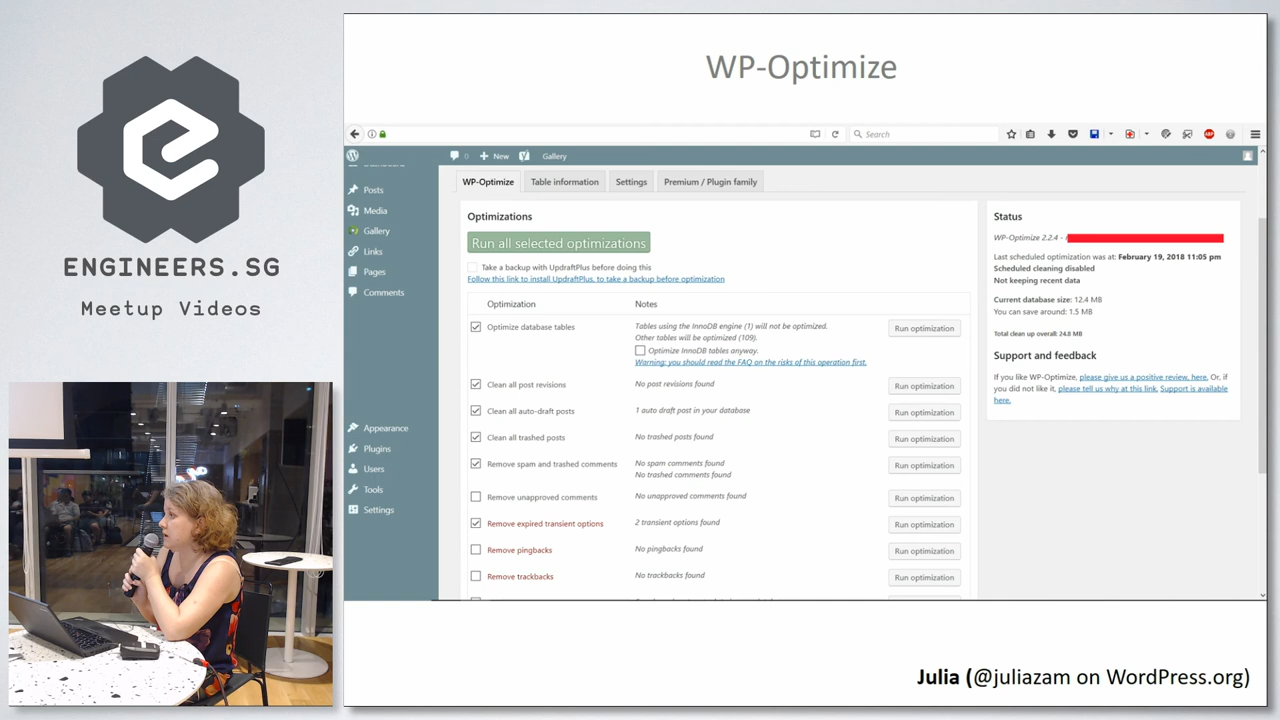 ENGINEERS.SG
Meetup Videos
WP-Optimize
Search
0
New
Gallery
Posts
Media
Gallery
Links
Pages
Comments
Appearance
Plugins
Users
Tools
Settings
WP-Optimize
Table information
Settings
Premium / Plugin family
Optimizations
Run all selected optimizations
Take a backup with UpdraftPlus before doing this
Follow this link to install UpdraftPlus, to take a backup before optimization
Optimization Notes
Optimize database tables
Tables using the InnoDB engine (1) will not be optimized.
Other tables will be optimized (109).
Optimize InnoDB tables anyway.
Warning: you should read the FAQ on the risks of this operation first.
Run optimization
Clean all post revisions
No post revisions found
Run optimization
Clean all auto-draft posts
1 auto draft post in your database
Run optimization
Clean all trashed posts
No trashed posts found
Run optimization
Remove spam and trashed comments
No spam comments found
No trashed comments found
Run optimization
Remove unapproved comments
No unapproved comments found
Run optimization
Remove expired transient options
2 transient options found
Run optimization
Remove pingbacks
No pingbacks found
Run optimization
Remove trackbacks
No trackbacks found
Run optimization
Status
WP-Optimize 2.2.4 -
Last scheduled optimization was at: February 19, 2018 11:05 pm
Scheduled cleaning disabled
Not keeping recent data
Current database size: 12.4 MB
You can save around: 1.5 MB
Total clean up overall: 24.8 MB
Support and feedback
If you like WP-Optimize, please give us a positive review, here. Or, if
you did not like it, please tell us why at this link. Support is available
here.
Julia (@juliazam on WordPress.org)